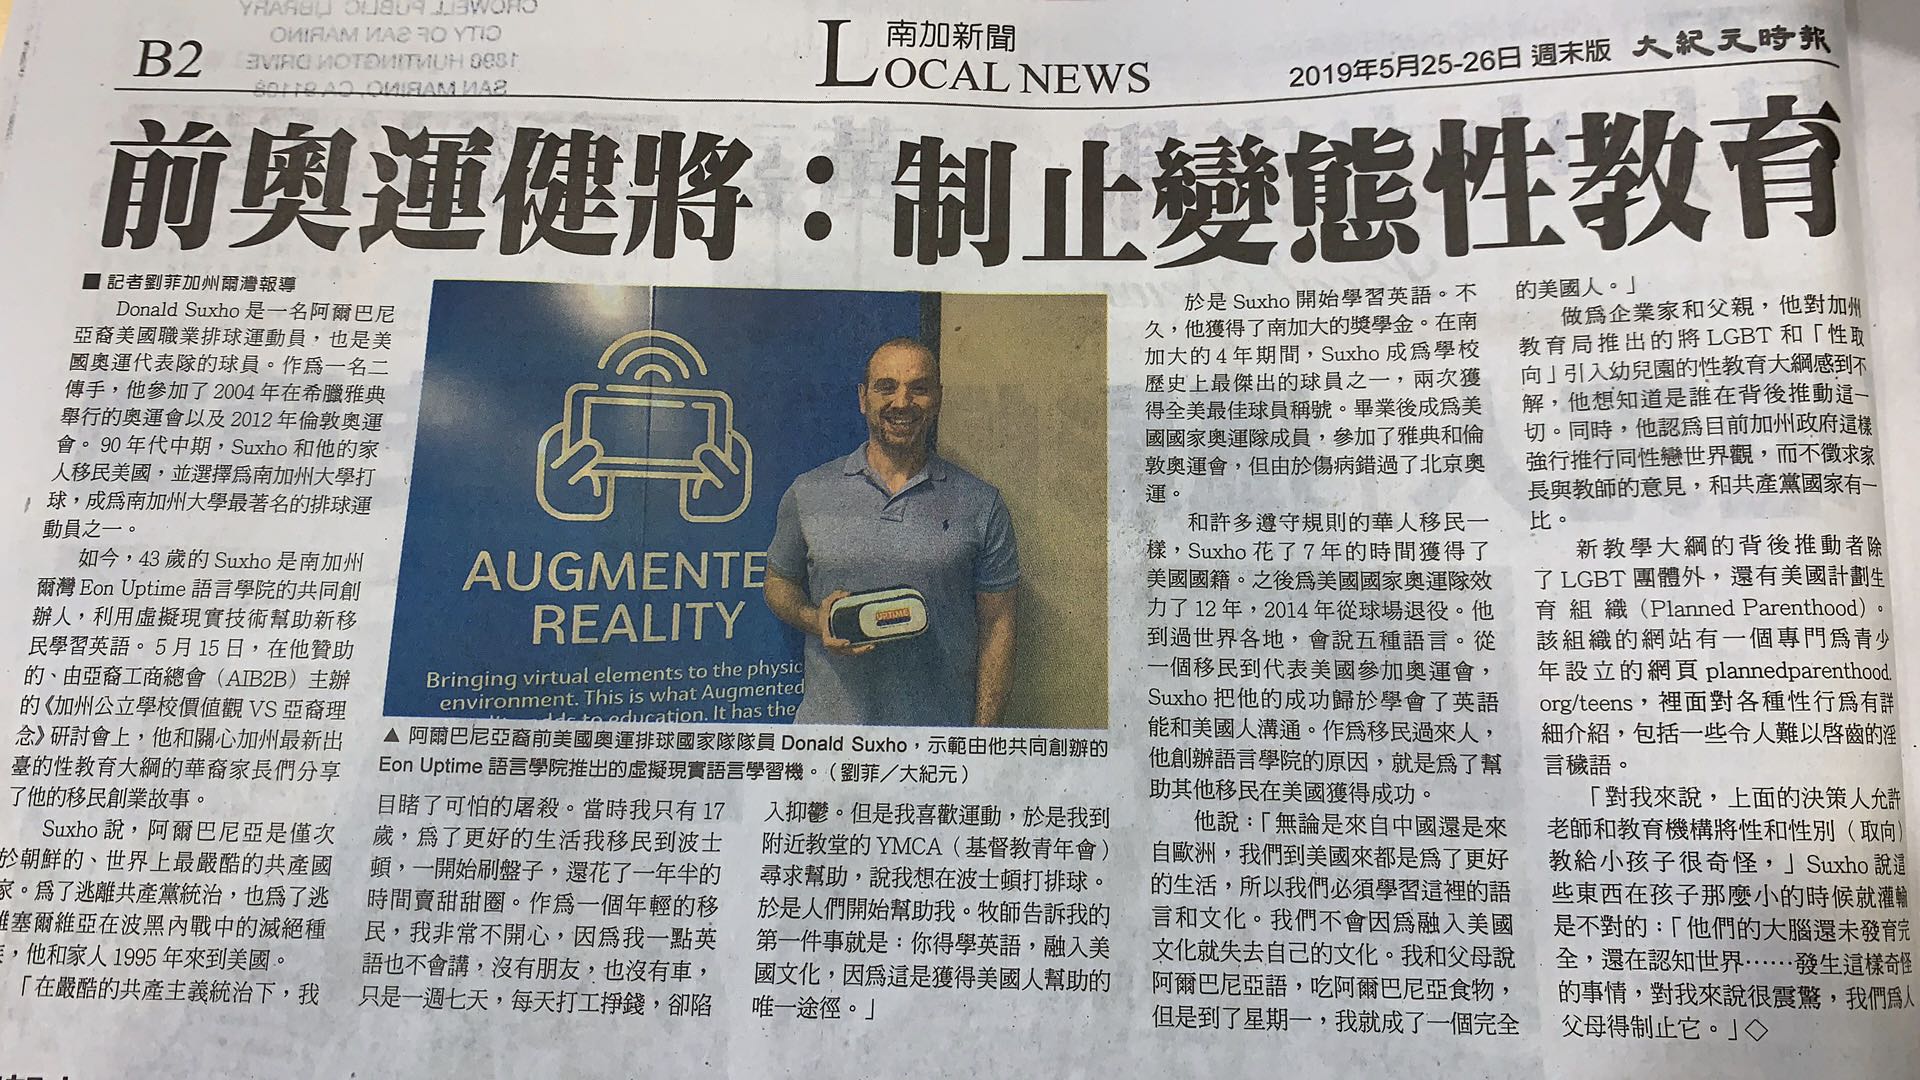 CROWELL PUBLIC LIBRARY
CITY OF SAN MARINO
1890 HUNTINGTON DRIVE
SAN MARINO, CA 91108
B2
南加新聞
LOCAL NEWS
2019年5月25-26日 週末版 大紀元時報
前奧運健將：制止變態性教育
■ 記者劉菲加州爾灣報導
Donald Suxho 是一名阿爾巴尼
亞裔美國職業排球運動員，也是美
國奧運代表隊的球員。作為一名二
傳手，他參加了 2004 年在希臘雅典
舉行的奧運會以及 2012 年倫敦奧運
會。90 年代中期，Suxho 和他的家
人移民美國，並選擇為南加州大學打
球，成為南加州大學最著名的排球運
動員之一。
如今，43 歲的 Suxho 是南加州
爾灣 Eon Uptime 語言學院的共同創
辦人，利用虛擬現實技術幫助新移
民學習英語。5 月 15 日，在他贊助
的、由亞裔工商總會（AIB2B）主辦
的《加州公立學校價值觀 VS 亞裔理
念》研討會上，他和關心加州最新出
臺的性教育大綱的華裔家長們分享
了他的移民創業故事。
Suxho 說，阿爾巴尼亞是僅次
於朝鮮的、世界上最嚴酷的共產國
家。為了逃離共產黨統治，也為了逃
離塞爾維亞在波黑內戰中的滅絕種
，他和家人 1995 年來到美國。
「在嚴酷的共產主義統治下，我
AUGMENTE
REALITY
Bringing virtual elements to the physic
environment. This is what Augmented
adds to education. It has the
UPTIME
▲ 阿爾巴尼亞裔前美國奧運排球國家隊隊員 Donald Suxho，示範由他共同創辦的
Eon Uptime 語言學院推出的虛擬現實語言學習機。（劉菲／大紀元）
目睹了可怕的屠殺。當時我只有 17
歲，為了更好的生活我移民到波士
頓，一開始刷盤子，還花了一年半的
時間賣甜甜圈。作為一個年輕的移
民，我非常不開心，因為我一點英
語也不會講，沒有朋友，也沒有車，
只是一週七天，每天打工掙錢，卻陷
入抑鬱。但是我喜歡運動，於是我到
附近教堂的 YMCA（基督教青年會）
尋求幫助，說我想在波士頓打排球。
於是人們開始幫助我。牧師告訴我的
第一件事就是：你得學英語，融入美
國文化，因為這是獲得美國人幫助的
唯一途徑。」
於是 Suxho 開始學習英語。不
久，他獲得了南加大的獎學金。在南
加大的 4 年期間，Suxho 成為學校
歷史上最傑出的球員之一，兩次獲
得全美最佳球員稱號。畢業後成為美
國國家奧運隊成員，參加了雅典和倫
敦奧運會，但由於傷病錯過了北京奧
運。
和許多遵守規則的華人移民一
樣，Suxho 花了 7 年的時間獲得了
美國國籍。之後為美國國家奧運隊效
力了 12 年，2014 年從球場退役。他
到過世界各地，會說五種語言。從
一個移民到代表美國參加奧運會，
Suxho 把他的成功歸於學會了英語
能和美國人溝通。作為移民過來人，
他創辦語言學院的原因，就是為了幫
助其他移民在美國獲得成功。
他說：「無論是來自中國還是來
自歐洲，我們到美國來都是為了更好
的生活，所以我們必須學習這裡的語
言和文化。我們不會因為融入美國
文化就失去自己的文化。我和父母說
阿爾巴尼亞語，吃阿爾巴尼亞食物，
但是到了星期一，我就成了一個完全
的美國人。」
做為企業家和父親，他對加州
教育局推出的將 LGBT 和「性取
向」引入幼兒園的性教育大綱感到不
解，他想知道是誰在背後推動這一
切。同時，他認為目前加州政府這樣
強行推行同性戀世界觀，而不徵求家
長與教師的意見，和共產黨國家有一
比。
新教學大綱的背後推動者除
了 LGBT 團體外，還有美國計劃生
育組織（Planned Parenthood）。
該組織的網站有一個專門為青少
年設立的網頁 plannedparenthood.
org/teens，裡面對各種性行為有詳
細介紹，包括一些令人難以啓齒的淫
言穢語。
「對我來說，上面的決策人允許
老師和教育機構將性和性別（取向）
教給小孩子很奇怪，」Suxho 說這
些東西在孩子那麼小的時候就灌輸
是不對的：「他們的大腦還未發育完
全，還在認知世界⋯⋯發生這樣奇怪
的事情，對我來說很震驚，我們為人
父母得制止它。」◇